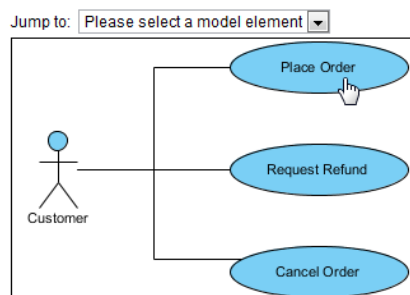 Jump to: Please select a model element
Place Order
Request Refund
Customer
Cancel Order